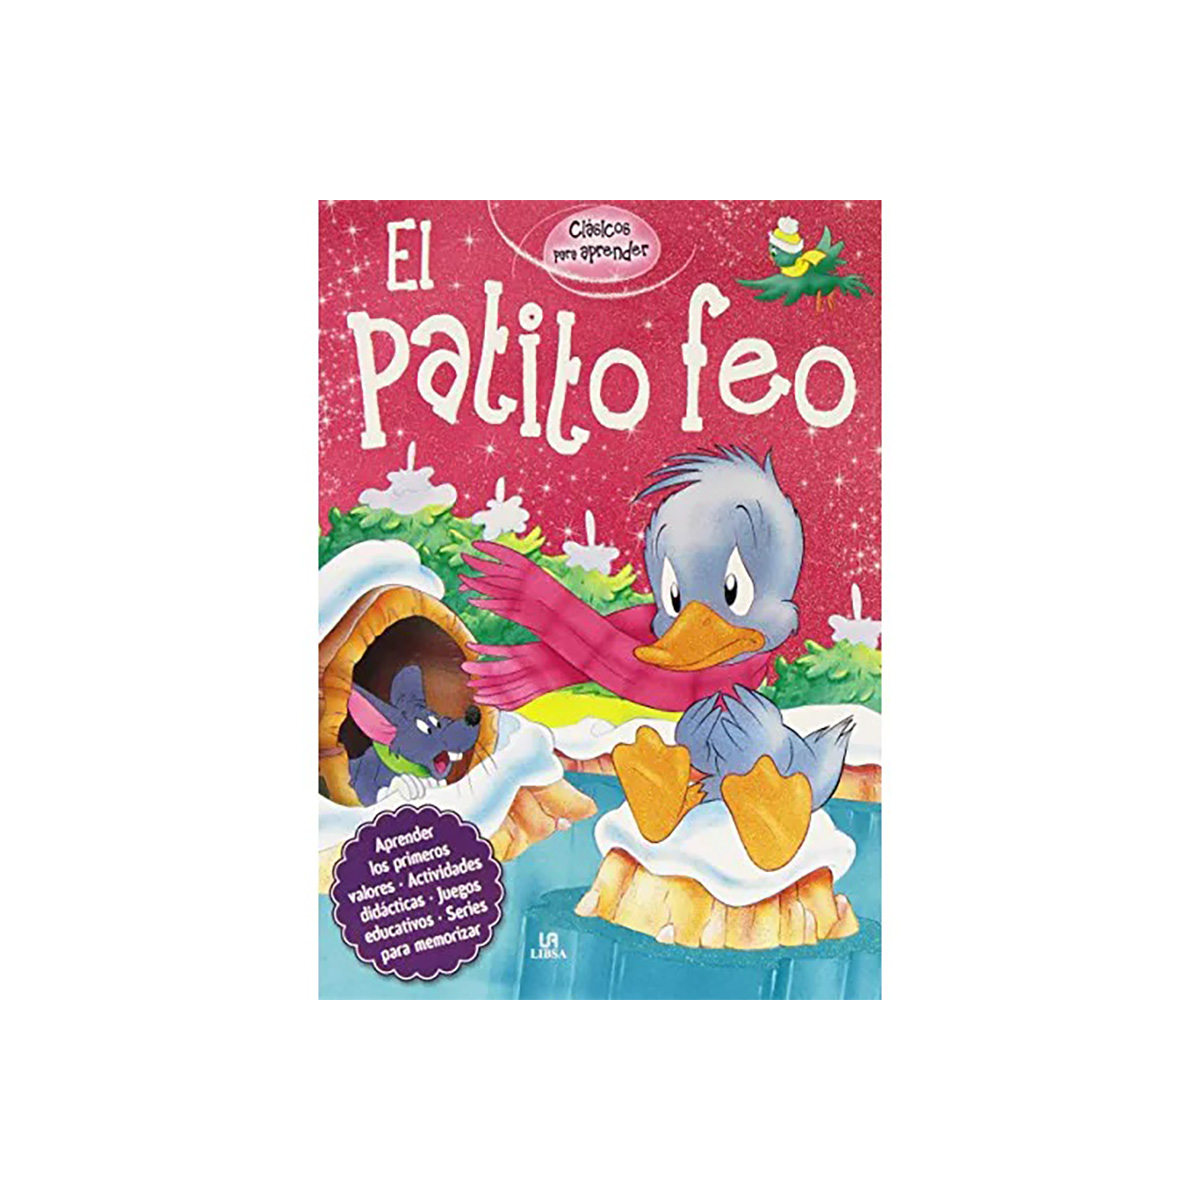 Clásicos
para aprender
El
patito feo
Aprender
los primeros
valores · Actividades
didácticas · Juegos
educativos · Series
para memorizar
LIBSA